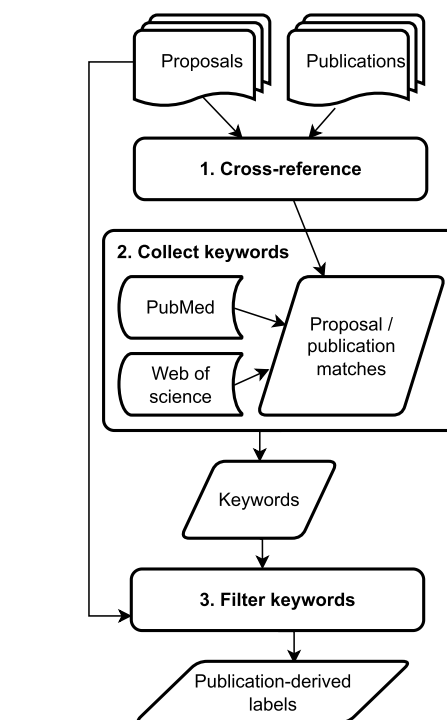 Proposals
Publications
1. Cross-reference
2. Collect keywords
PubMed
Proposal /
publication
matches
Web of
science
Keywords
3. Filter keywords
Publication-derived
labels